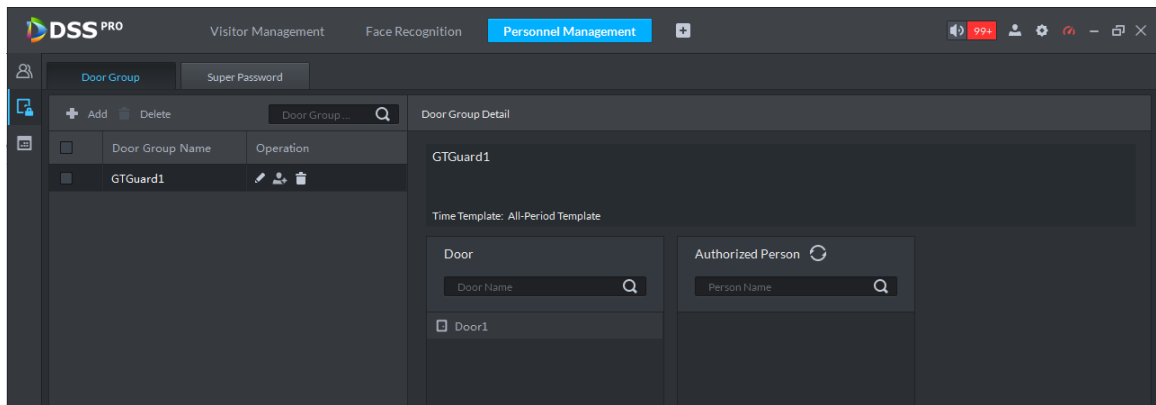 DSS PRO Visitor Management Face Recognition Personnel Management 99+
Door Group Super Password
Add Delete Door Group ... Door Group Detail
Door Group Name Operation
GTGuard1
GTGuard1
Time Template: All-Period Template
Door Authorized Person
Door Name Person Name
Door1